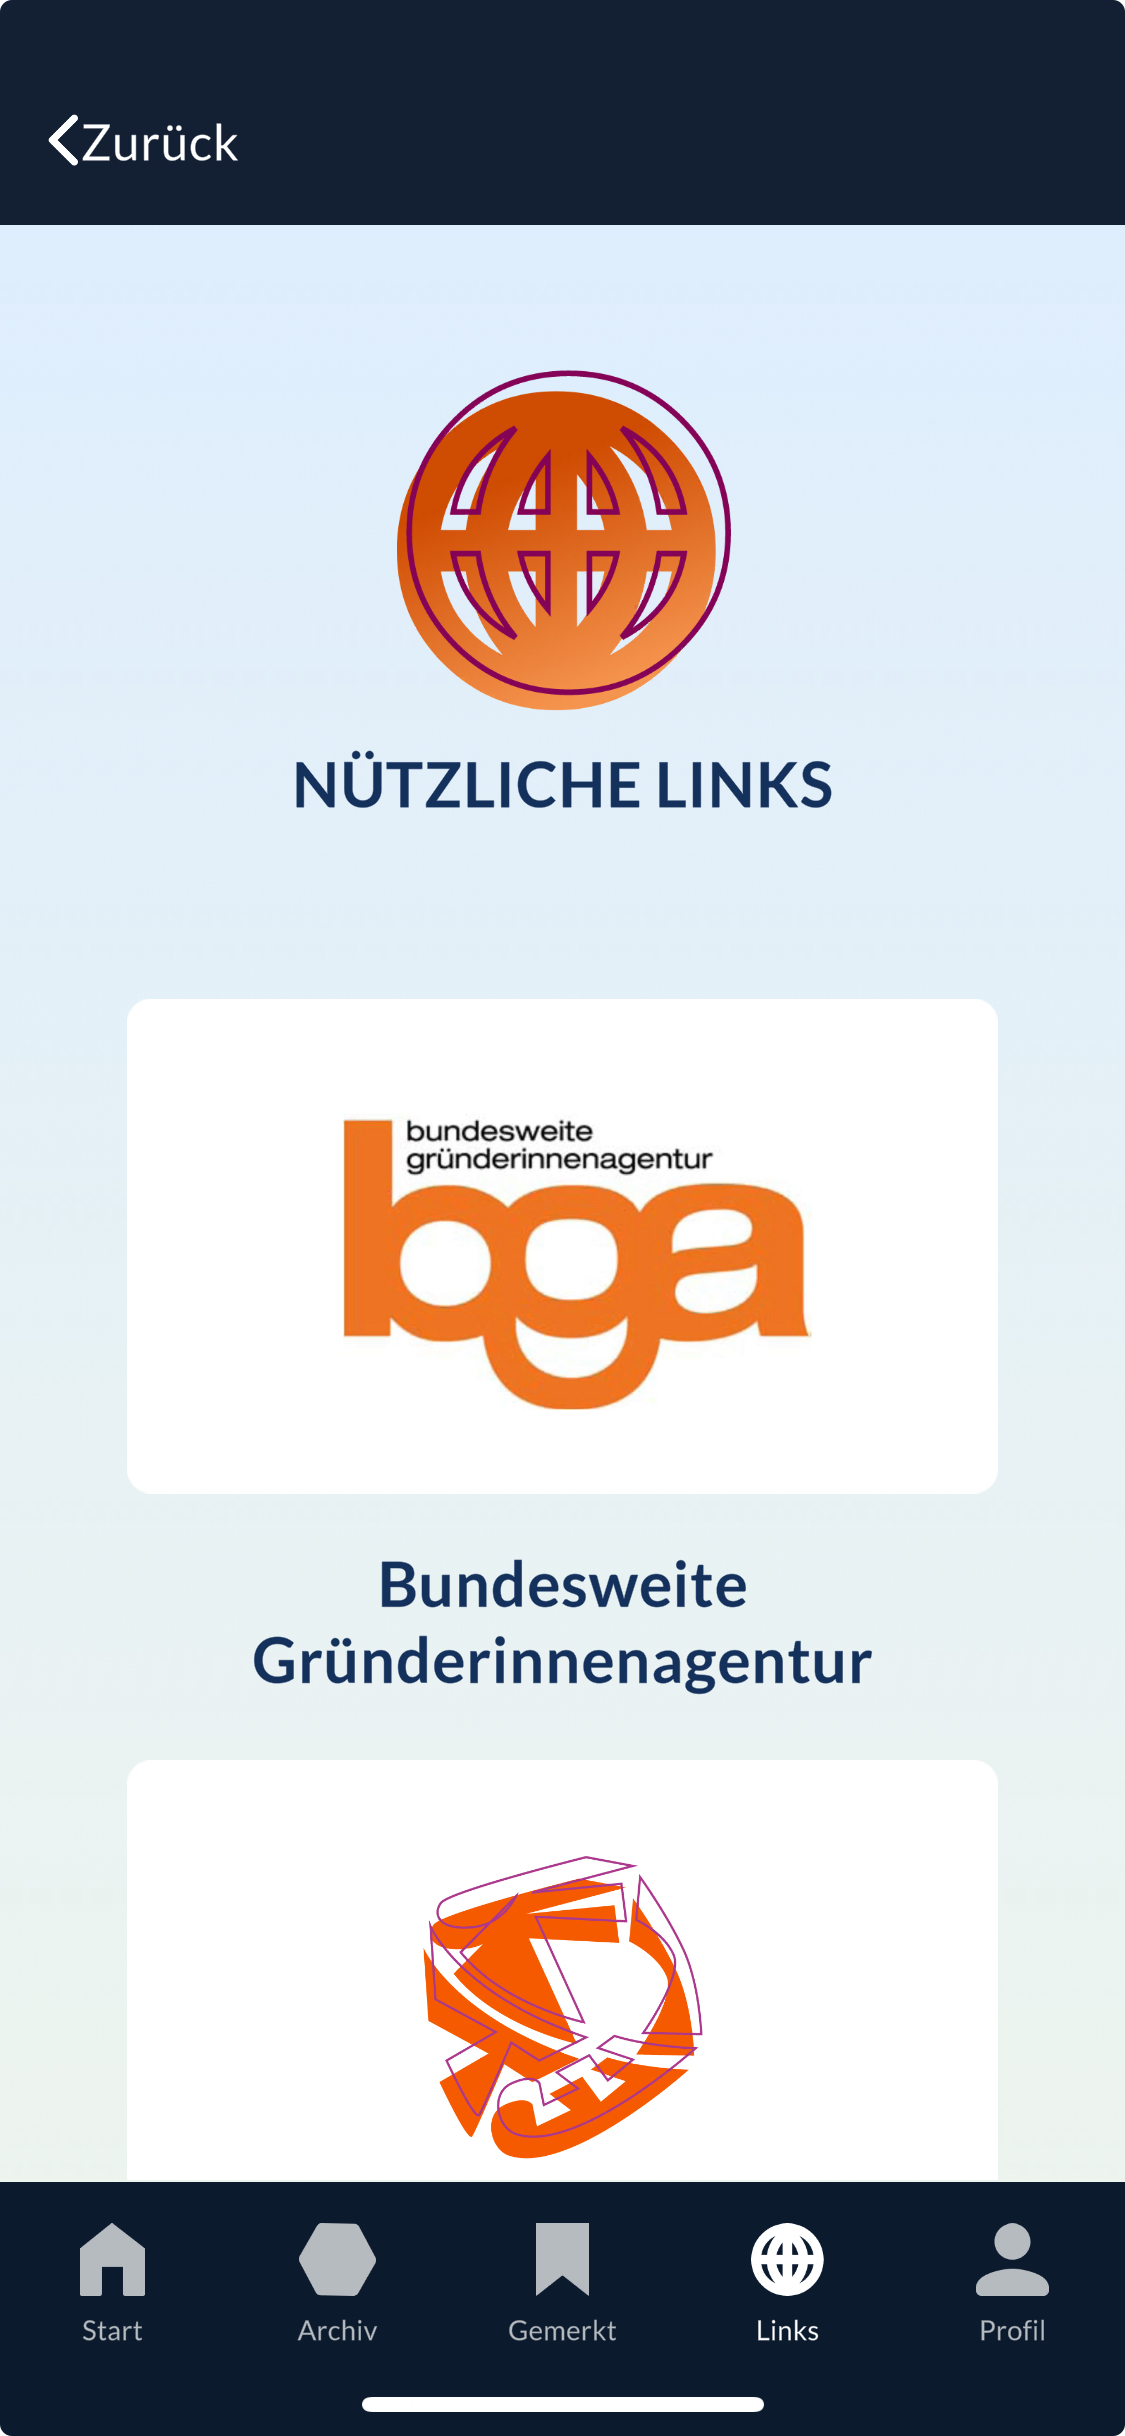 Zurück
NÜTZLICHE LINKS
bundesweite
gründerinnenagentur
bga
Bundesweite
Gründerinnenagentur
Start
Archiv
Gemerkt
Links
Profil